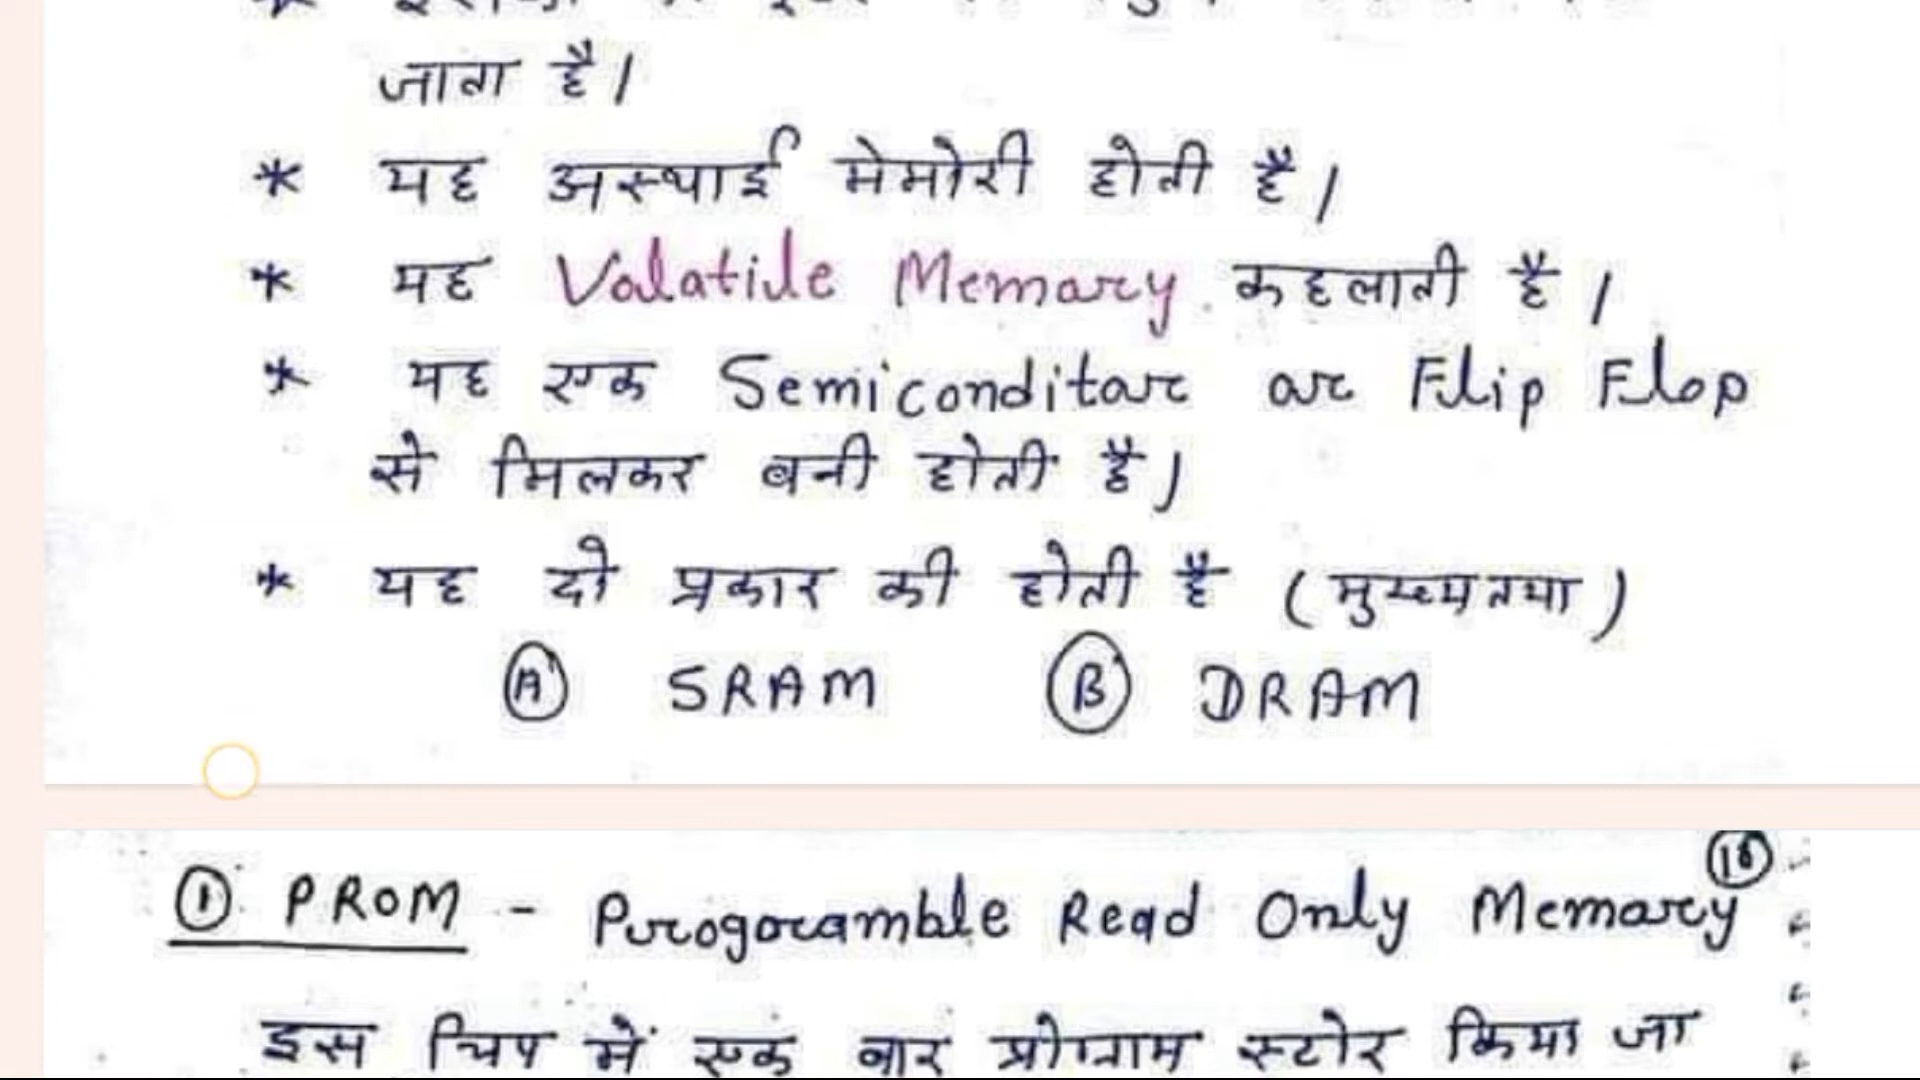 जाता है।
* यह अस्थाई मेमोरी होती है।
* यह Valatile Memary कहलाती है।
* यह एक Semiconditar ar Flip Flop
से मिलकर बनी होती है।
* यह दो प्रकार की होती है (मुख्यतया)
Ⓐ SRAM Ⓑ DRAM
18
① PROM - Progoramble Read Only Memary
इस चिप में एक बार प्रोग्राम स्टोर किया जा